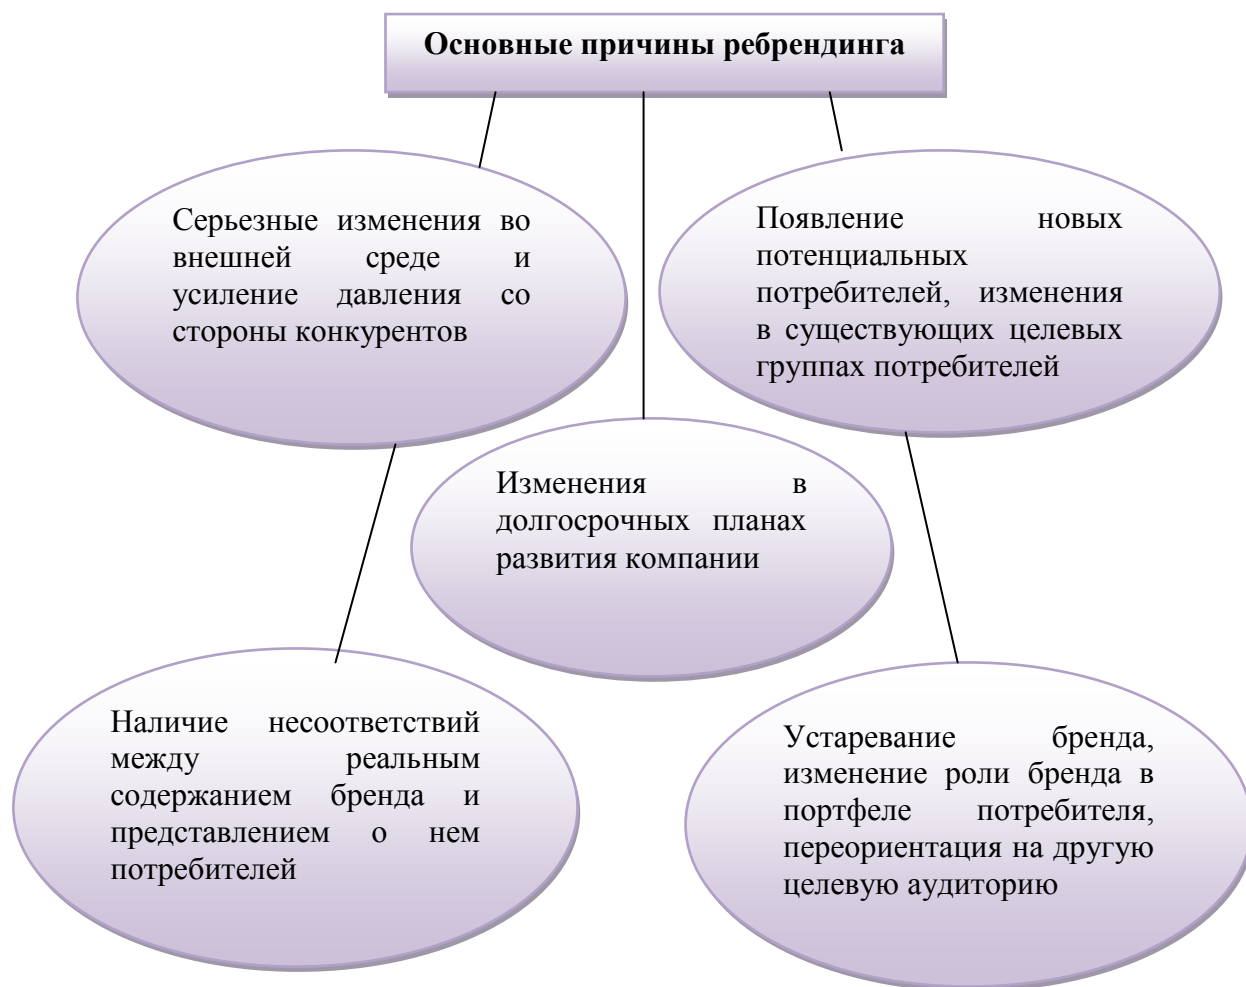 Основные причины ребрендинга
Серьезные изменения во
внешней среде и
усиление давления со
стороны конкурентов
Появление новых
потенциальных
потребителей, изменения
в существующих целевых
группах потребителей
Изменения в
долгосрочных планах
развития компании
Наличие несоответствий
между реальным
содержанием бренда и
представлением о нем
потребителей
Устаревание бренда,
изменение роли бренда в
портфеле потребителя,
переориентация на другую
целевую аудиторию